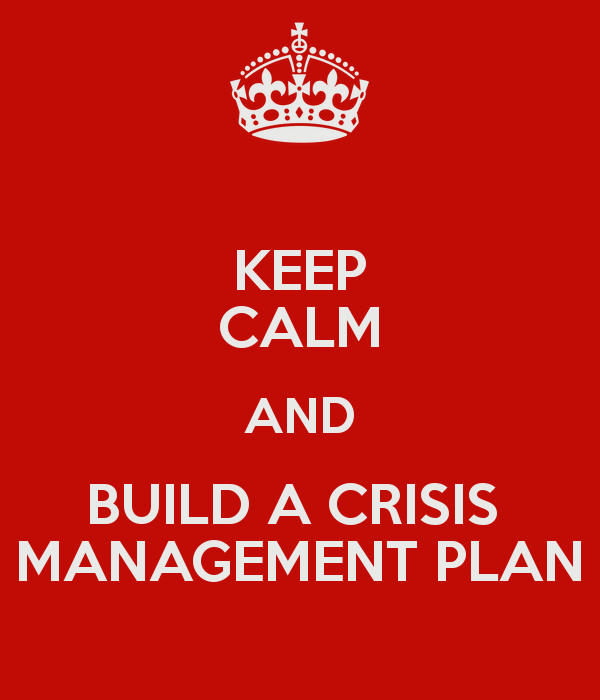 KEEP
CALM
AND
BUILD A CRISIS
MANAGEMENT PLAN